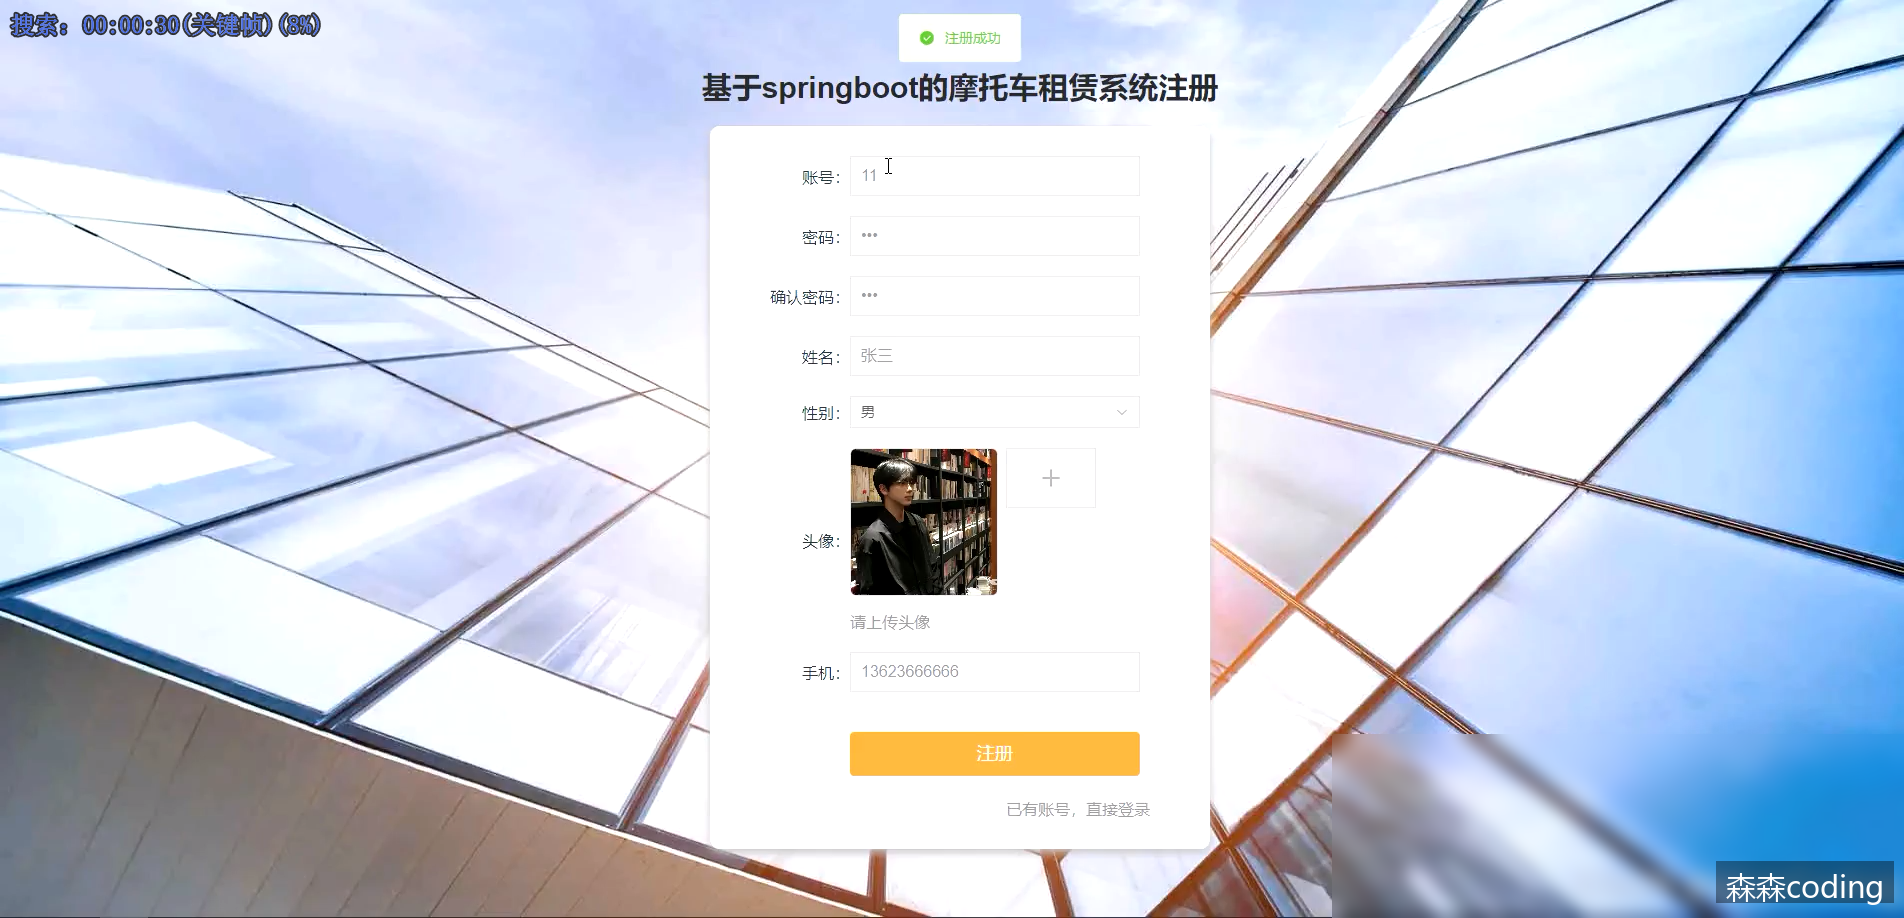 搜索：00:00:30(关键帧)(8%)
注册成功
基于springboot的摩托车租赁系统注册
账号： 11
密码： •••
确认密码： •••
姓名： 张三
性别： 男
头像：
请上传头像
手机： 13623666666
注册
已有账号，直接登录
森森coding